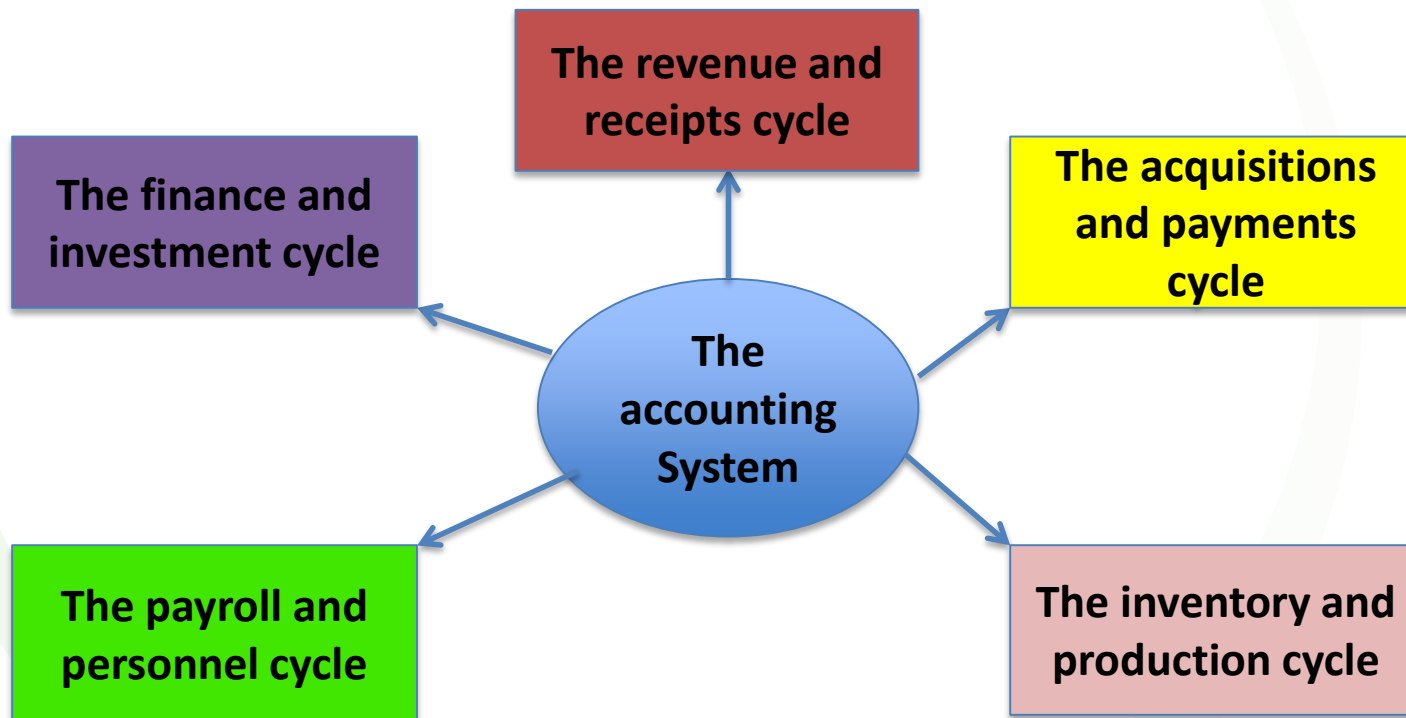 The revenue and
receipts cycle
The finance and
investment cycle
The acquisitions
and payments
cycle
The
accounting
System
The payroll and
personnel cycle
The inventory and
production cycle